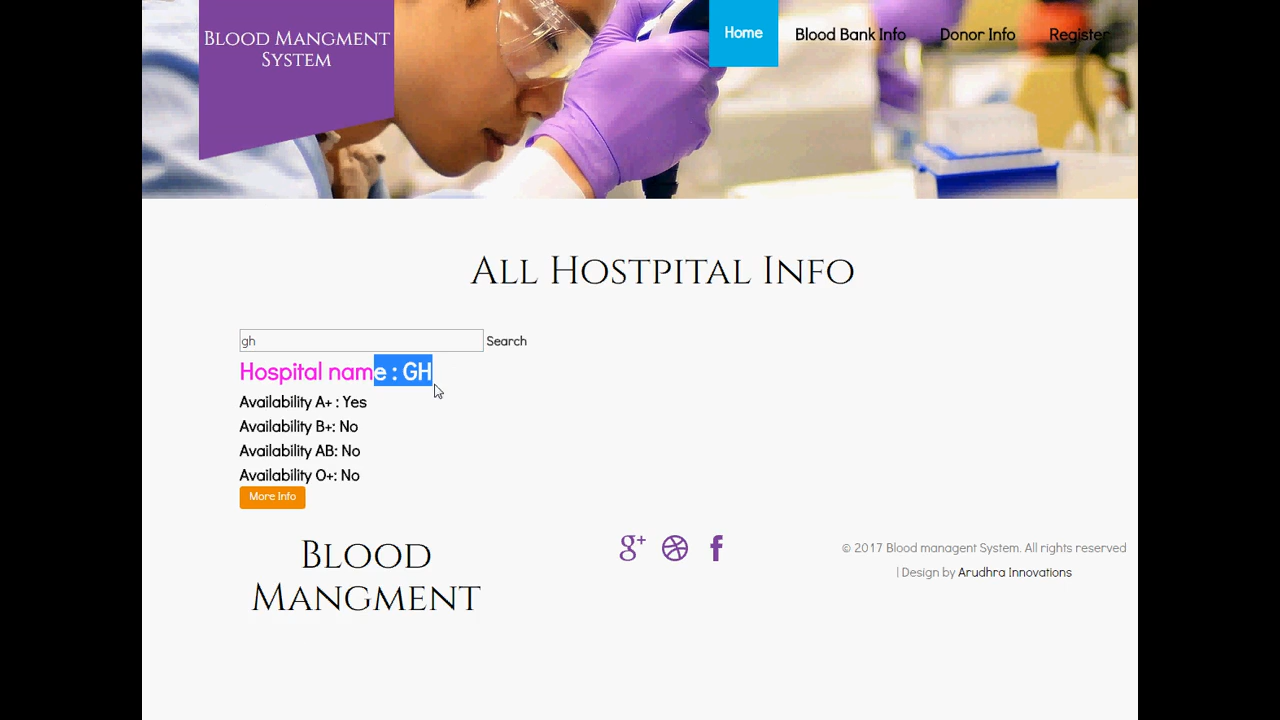 Blood Mangment
System
Home
Blood Bank Info
Donor Info
Register
All Hostpital Info
gh
Search
Hospital name : GH
Availability A+ : Yes
Availability B+: No
Availability AB: No
Availability O+: No
More Info
Blood
Mangment
© 2017 Blood managent System. All rights reserved
| Design by Arudhra Innovations